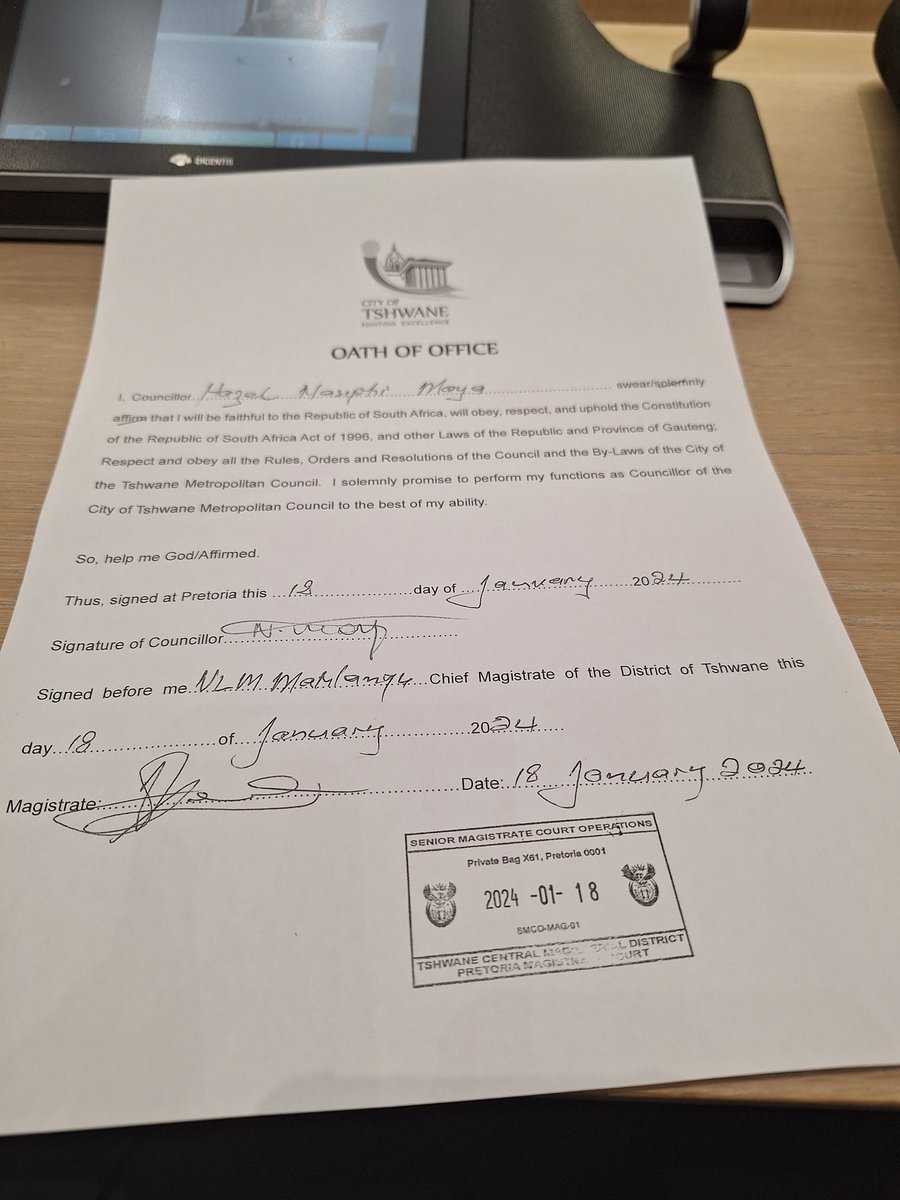 DICENTIS
CITY OF
TSHWANE
IGNITING EXCELLENCE
OATH OF OFFICE
I, Councillor Hazel Nasiphi Moya swear/solemnly
affirm that I will be faithful to the Republic of South Africa, will obey, respect, and uphold the Constitution
of the Republic of South Africa Act of 1996, and other Laws of the Republic and Province of Gauteng;
Respect and obey all the Rules, Orders and Resolutions of the Council and the By-Laws of the City of
the Tshwane Metropolitan Council. I solemnly promise to perform my functions as Councillor of the
City of Tshwane Metropolitan Council to the best of my ability.
So, help me God/Affirmed.
Thus, signed at Pretoria this 18 day of January 2024
Signature of Councillor N. Moya
Signed before me N L M Mahlangu Chief Magistrate of the District of Tshwane this
day 18 of January 2024
Magistrate: Date: 18 January 2024
SENIOR MAGISTRATE COURT OPERATIONS
Private Bag X61, Pretoria 0001
2024 -01- 18
SMCO-MAG-01
TSHWANE CENTRAL DISTRICT
PRETORIA COURT